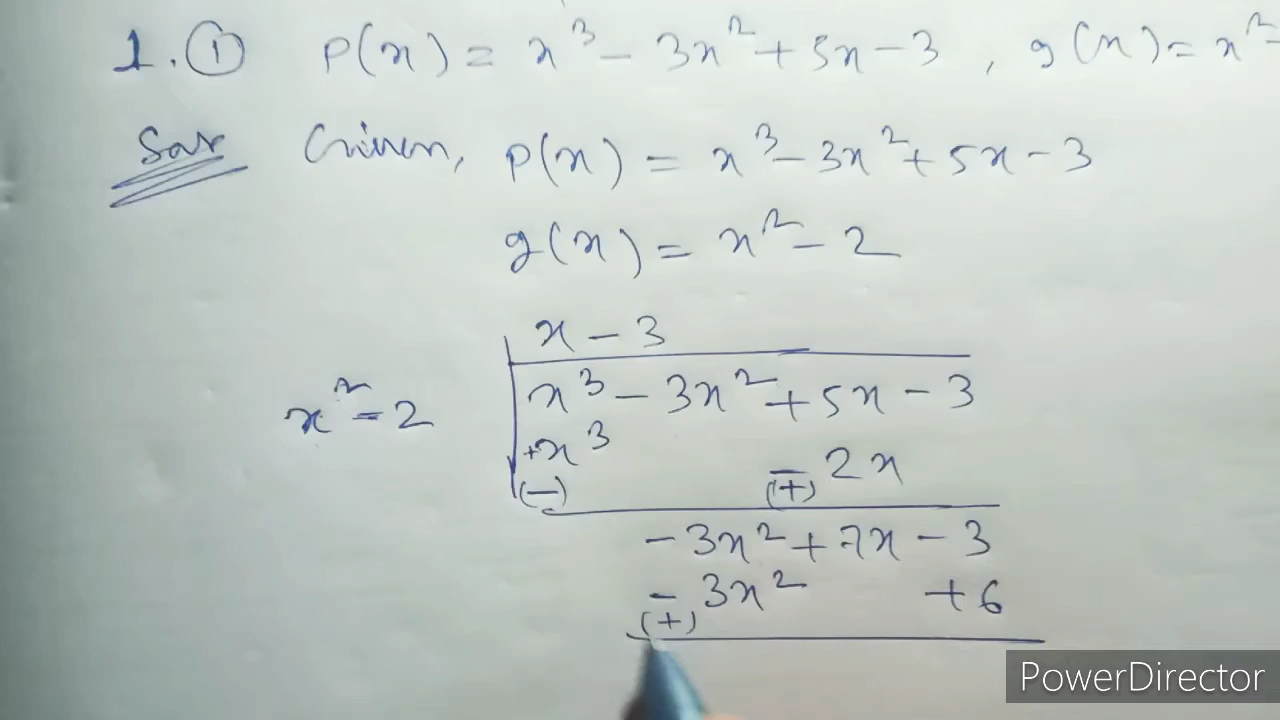 1. ① P(x) = x³ - 3x² + 5x - 3 , g(x) = x² -
Given, P(x) = x³ - 3x² + 5x - 3
g(x) = x² - 2
x - 3
x² - 2 x³ - 3x² + 5x - 3
+x³ - 2x
(-) (+)
-3x² + 7x - 3
-3x² + 6
(+)
PowerDirector